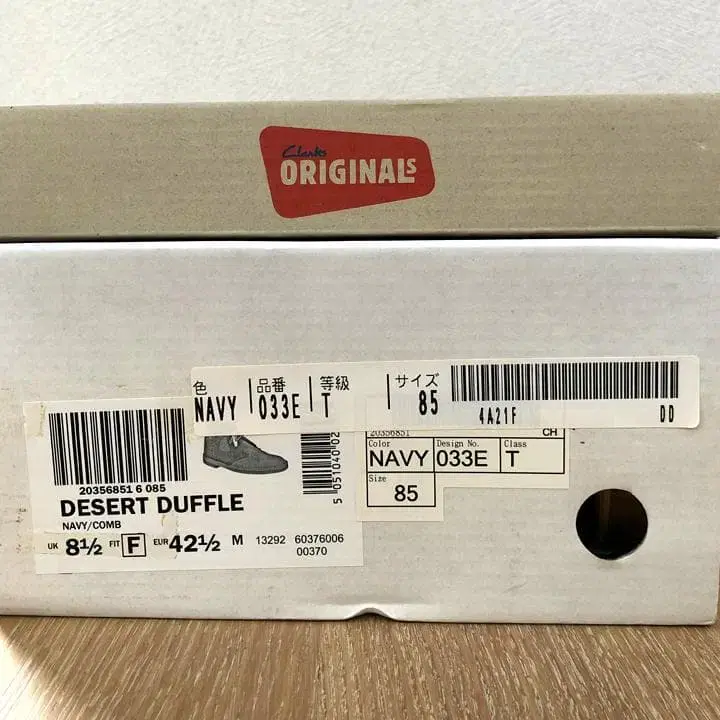 Clarks
ORIGINALS
色 品番 等級 サイズ
NAVY 033E T 85
4A21F DD
20356851 CH
Color Design No. Class
NAVY 033E T
Size
85
20356851 6 085
DESERT DUFFLE
NAVY/COMB
UK 8½ FIT F EUR 42½ M 13292 60376006
00370
5 051040 02